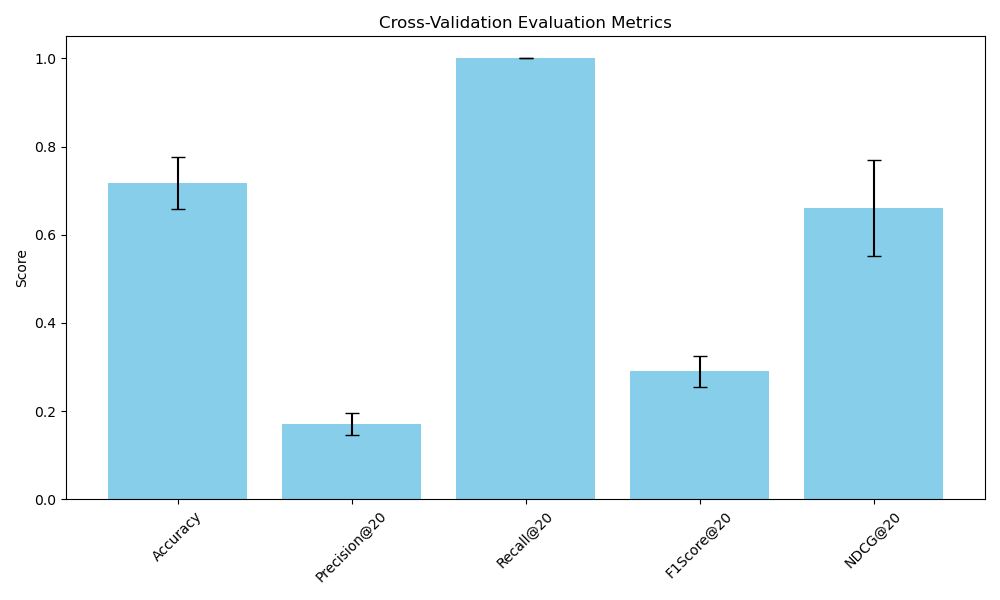 Cross-Validation Evaluation Metrics
1.0
0.8
0.6
0.4
0.2
0.0
Score
Accuracy
Precision@20
Recall@20
F1Score@20
NDCG@20